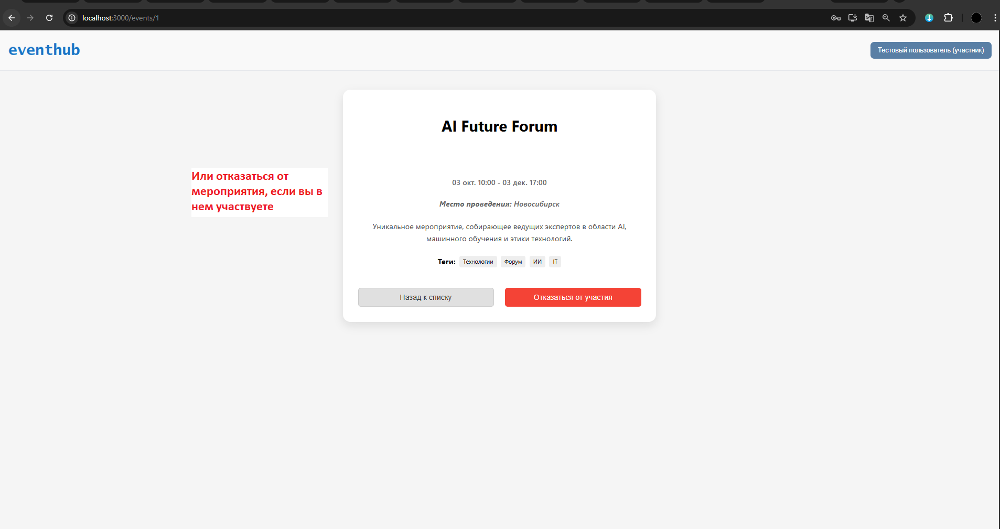 localhost:3000/events/1
eventhub
Тестовый пользователь (участник)
AI Future Forum
Или отказаться от
мероприятия, если вы в
нем участвуете
03 окт. 10:00 - 03 дек. 17:00
Место проведения: Новосибирск
Уникальное мероприятие, собирающее ведущих экспертов в области AI,
машинного обучения и этики технологий.
Теги: Технологии Форум ИИ IT
Назад к списку
Отказаться от участия